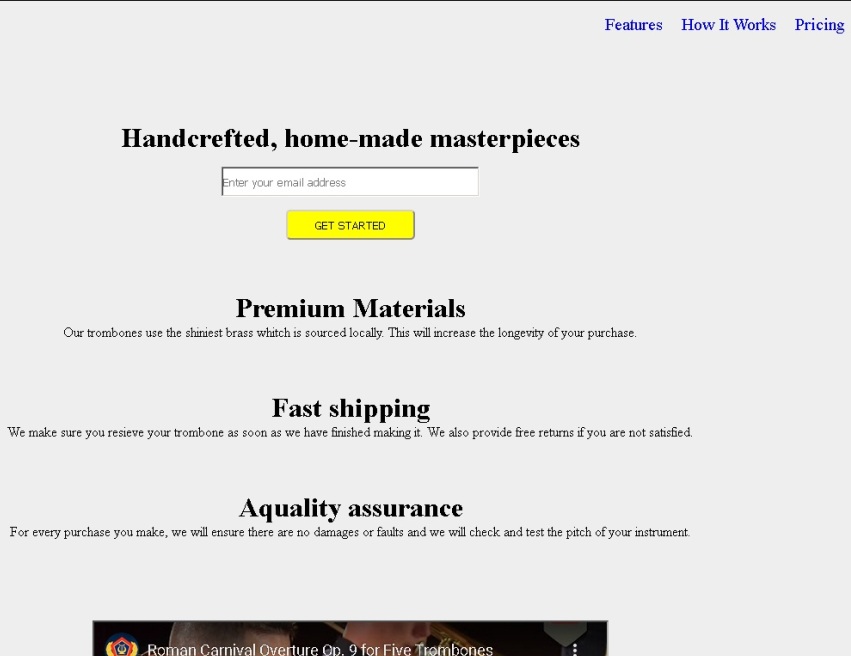 Features How It Works Pricing
Handcrefted, home-made masterpieces
Enter your email address
GET STARTED
Premium Materials
Our trombones use the shiniest brass whitch is sourced locally. This will increase the longevity of your purchase.
Fast shipping
We make sure you resieve your trombone as soon as we have finished making it. We also provide free returns if you are not satisfied.
Aquality assurance
For every purchase you make, we will ensure there are no damages or faults and we will check and test the pitch of your instrument.
Roman Carnival Overture Op. 9 for Five Trombones